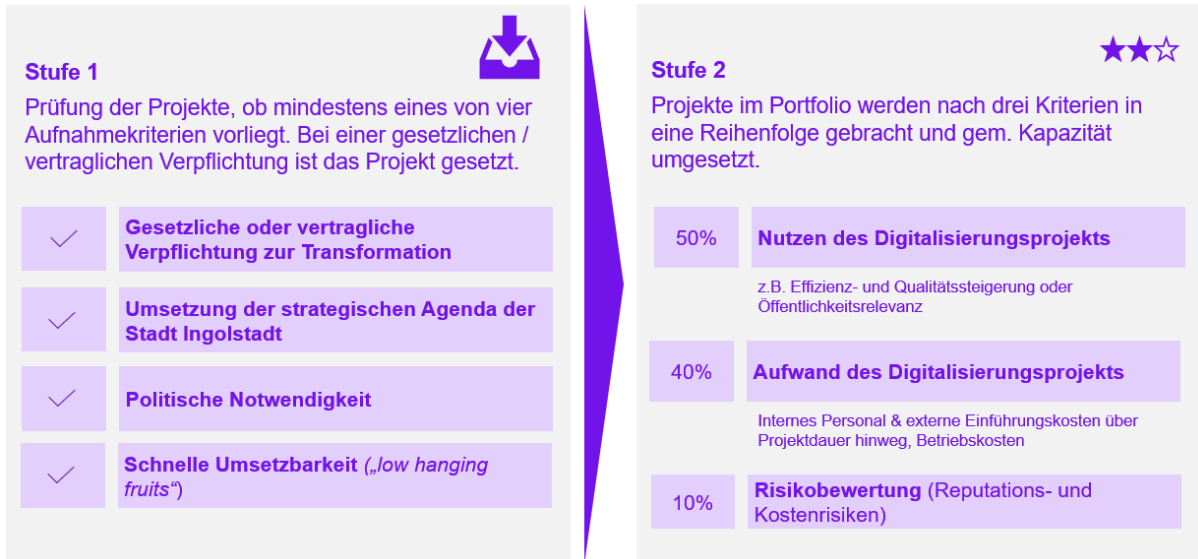 Stufe 1
Prüfung der Projekte, ob mindestens eines von vier
Aufnahmekriterien vorliegt. Bei einer gesetzlichen /
vertraglichen Verpflichtung ist das Projekt gesetzt.
Gesetzliche oder vertragliche
Verpflichtung zur Transformation
Umsetzung der strategischen Agenda der
Stadt Ingolstadt
Politische Notwendigkeit
Schnelle Umsetzbarkeit („low hanging
fruits“)
Stufe 2
Projekte im Portfolio werden nach drei Kriterien in
eine Reihenfolge gebracht und gem. Kapazität
umgesetzt.
50%
Nutzen des Digitalisierungsprojekts
z.B. Effizienz- und Qualitätssteigerung oder
Öffentlichkeitsrelevanz
40%
Aufwand des Digitalisierungsprojekts
Internes Personal & externe Einführungskosten über
Projektdauer hinweg, Betriebskosten
10%
Risikobewertung (Reputations- und
Kostenrisiken)